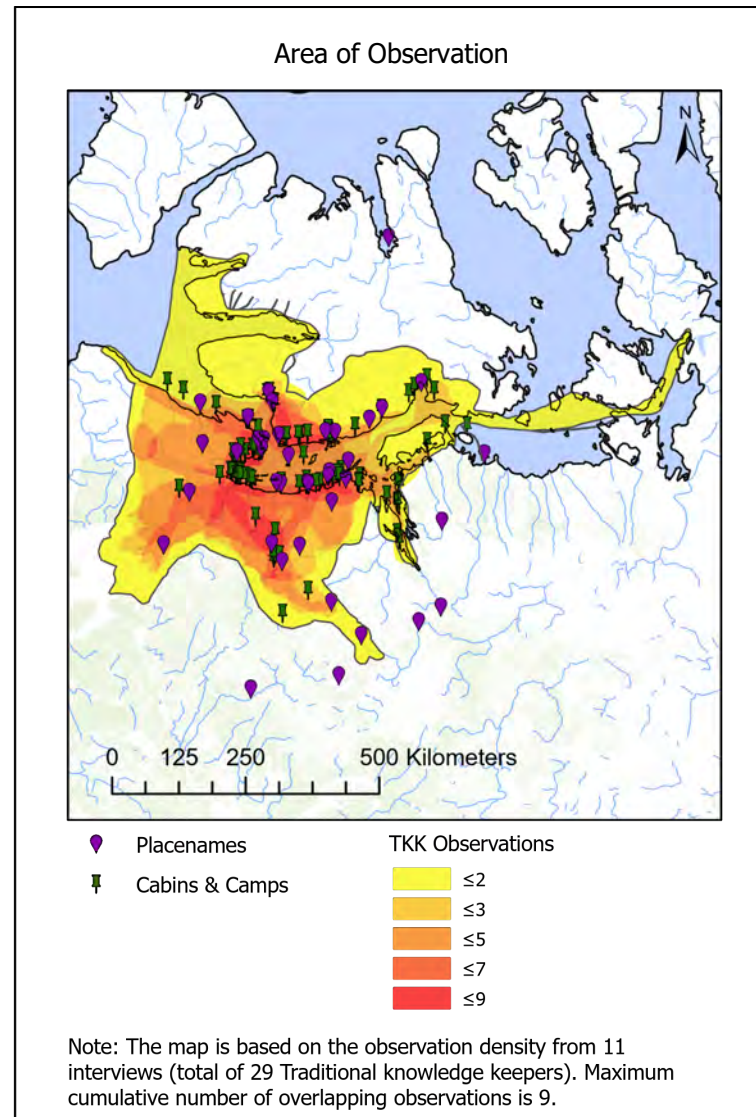 Area of Observation
N
0 125 250 500 Kilometers
Placenames
Cabins & Camps
TKK Observations
≤2
≤3
≤5
≤7
≤9
Note: The map is based on the observation density from 11
interviews (total of 29 Traditional knowledge keepers). Maximum
cumulative number of overlapping observations is 9.